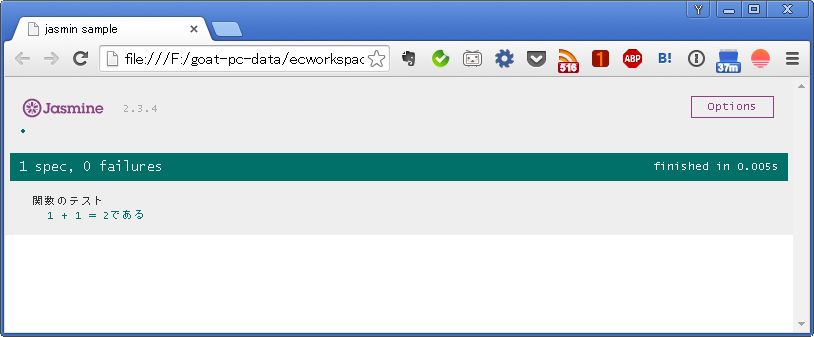 Y
jasmin sample
file:///F:/goat-pc-data/ecworkspac
516
1
ABP
B!
37m
Jasmine 2.3.4
Options
1 spec, 0 failures
finished in 0.005s
関数のテスト
1 + 1 = 2である